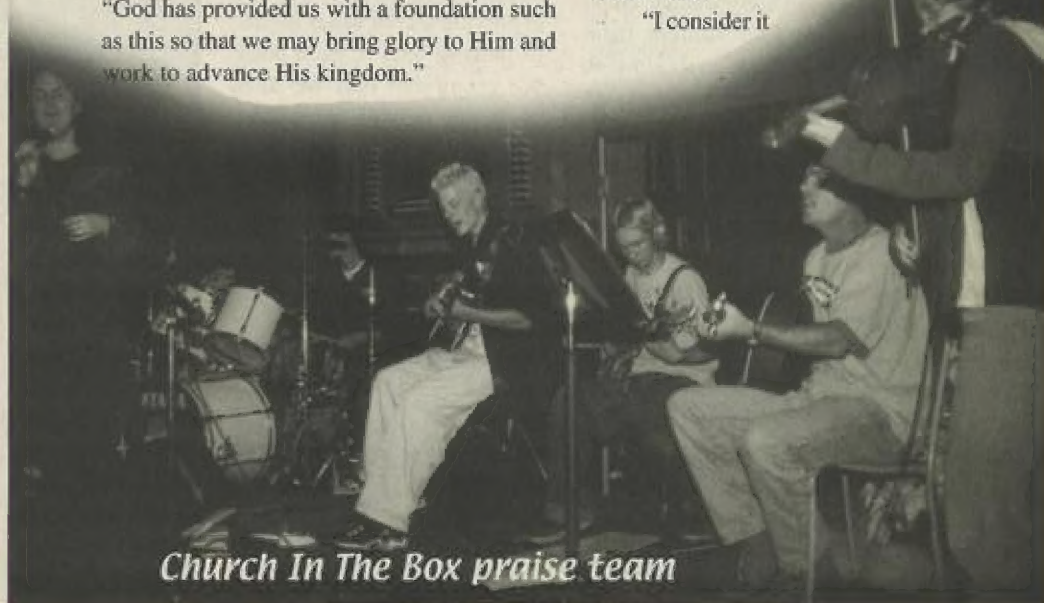 “God has provided us with a foundation such
as this so that we may bring glory to Him and
work to advance His kingdom.”
“I consider it
Church In The Box praise team